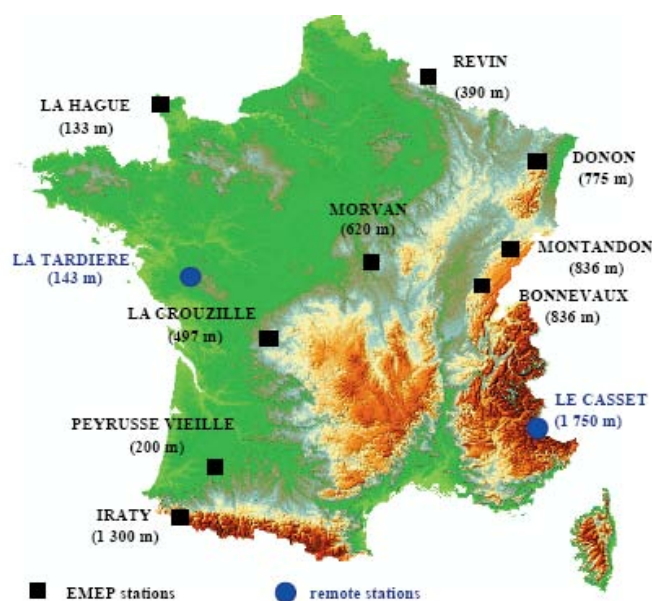 REVIN
(390 m)
LA HAGUE
(133 m)
DONON
(775 m)
MORVAN
(620 m)
LA TARDIERE
(143 m)
MONTANDON
(836 m)
BONNEVAUX
(836 m)
LA CROUZILLE
(497 m)
LE CASSET
(1 750 m)
PEYRUSSE VIEILLE
(200 m)
IRATY
(1 300 m)
EMEP stations
remote stations